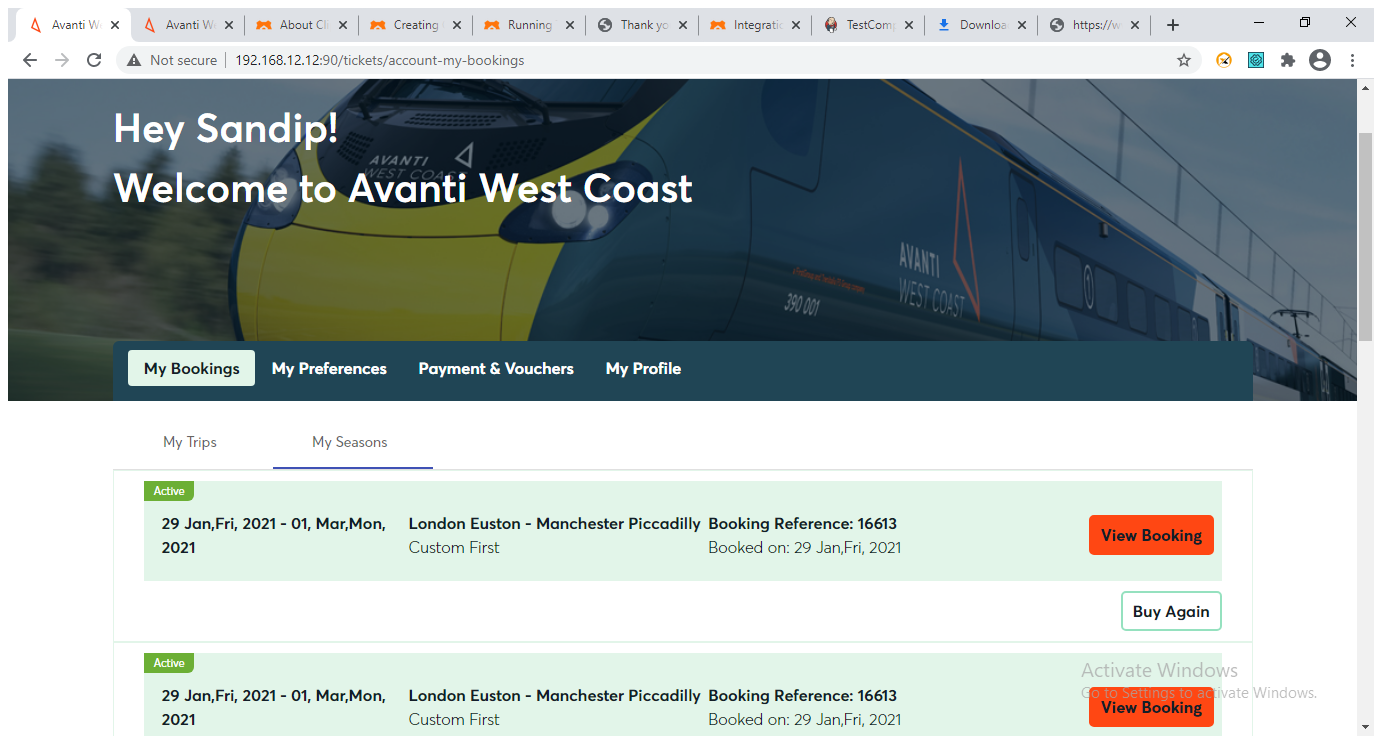 Avanti We
Avanti We
About Cli
Creating
Running
Thank yo
Integratio
TestComp
Downloa
https://w
Not secure
192.168.12.12:90/tickets/account-my-bookings
Hey Sandip!
AVANTI
WEST COAST
Welcome to Avanti West Coast
AVANTI
WEST COAST
390 001
My Bookings
My Preferences
Payment & Vouchers
My Profile
My Trips
My Seasons
Active
29 Jan,Fri, 2021 - 01, Mar,Mon,
2021
London Euston - Manchester Piccadilly
Custom First
Booking Reference: 16613
Booked on: 29 Jan,Fri, 2021
View Booking
Buy Again
Active
29 Jan,Fri, 2021 - 01, Mar,Mon,
2021
London Euston - Manchester Piccadilly
Custom First
Booking Reference: 16613
Booked on: 29 Jan,Fri, 2021
View Booking
Activate Windows
Go to Settings to activate Windows.